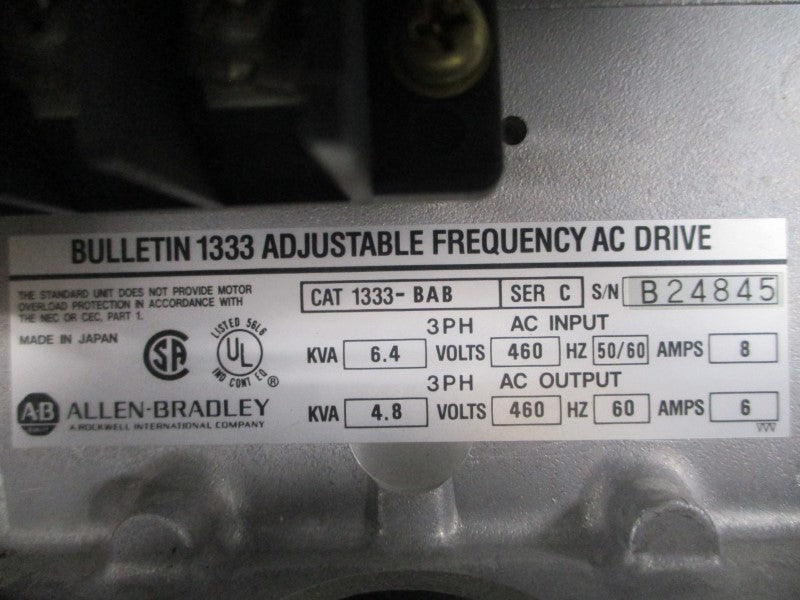 BULLETIN 1333 ADJUSTABLE FREQUENCY AC DRIVE
THE STANDARD UNIT DOES NOT PROVIDE MOTOR
OVERLOAD PROTECTION IN ACCORDANCE WITH
THE NEC OR CEC, PART 1.
MADE IN JAPAN
SA
LISTED 56L6
UL
IND CONT EQ
®
A-B
ALLEN-BRADLEY
A ROCKWELL INTERNATIONAL COMPANY
CAT 1333- BAB SER C S/N B24845
3PH AC INPUT
KVA 6.4 VOLTS 460 HZ 50/60 AMPS 8
3PH AC OUTPUT
KVA 4.8 VOLTS 460 HZ 60 AMPS 6